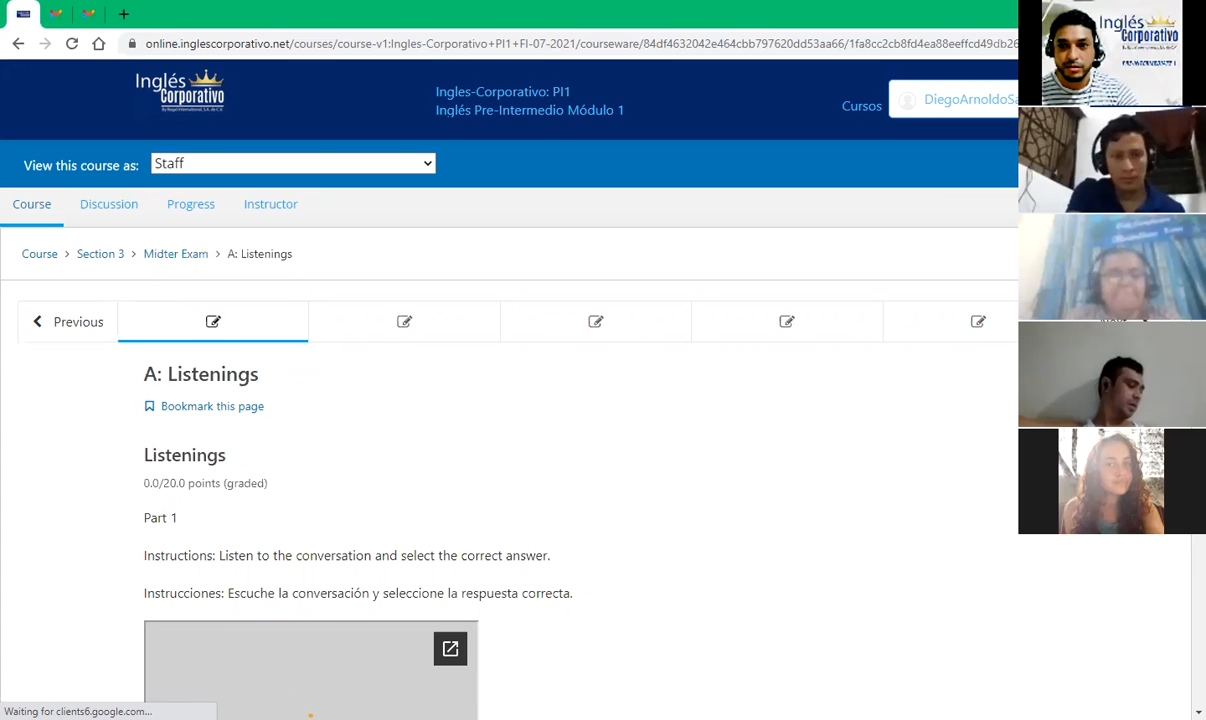 online.inglescorporativo.net/courses/course-v1:Ingles-Corporativo+PI1+FI-07-2021/courseware/84df4632042e464cbb797620dd53aa66/1fa8cc2cb8fd4ea88eeffcd49db26
Inglés
Corporativo
Ingles-Corporativo: PI1
Inglés Pre-Intermedio Módulo 1
Cursos
DiegoArnoldoSa
Inglés
Corporativo
View this course as:
Staff
Course
Discussion
Progress
Instructor
Course > Section 3 > Midter Exam > A: Listenings
Previous
A: Listenings
Bookmark this page
Listenings
0.0/20.0 points (graded)
Part 1
Instructions: Listen to the conversation and select the correct answer.
Instrucciones: Escuche la conversación y seleccione la respuesta correcta.
Waiting for clients6.google.com...